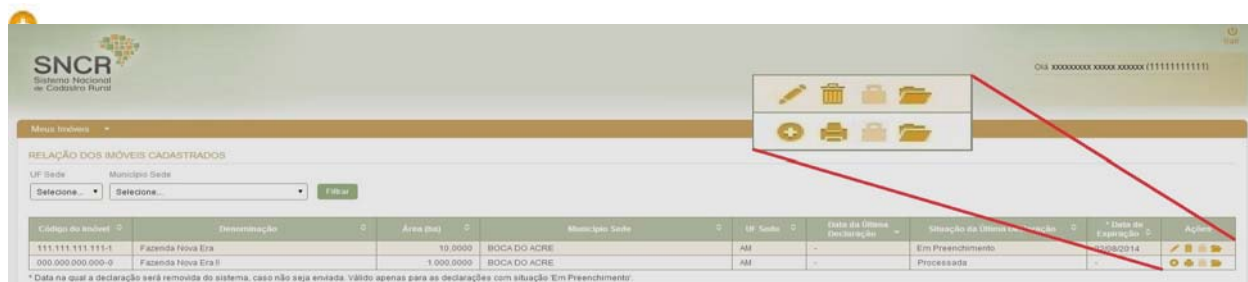 Sair
SNCR
Sistema Nacional
de Cadastro Rural
Olá xxxxxxxxx xxxxx xxxxxx (11111111111)
Meus Imóveis
RELAÇÃO DOS IMÓVEIS CADASTRADOS
UF Sede Município Sede
Selecione... Selecione... Filtrar
Código do Imóvel Denominação Área (ha) Município Sede UF Sede Data da Última Declaração Situação da Última Declaração * Data de Expiração Ações
111.111.111.111-1 Fazenda Nova Era 10,0000 BOCA DO ACRE AM - Em Preenchimento 02/08/2014
000.000.000.000-0 Fazenda Nova Era II 1.000,0000 BOCA DO ACRE AM - Processada -
* Data na qual a declaração será removida do sistema, caso não seja enviada. Válido apenas para as declarações com situação 'Em Preenchimento'.